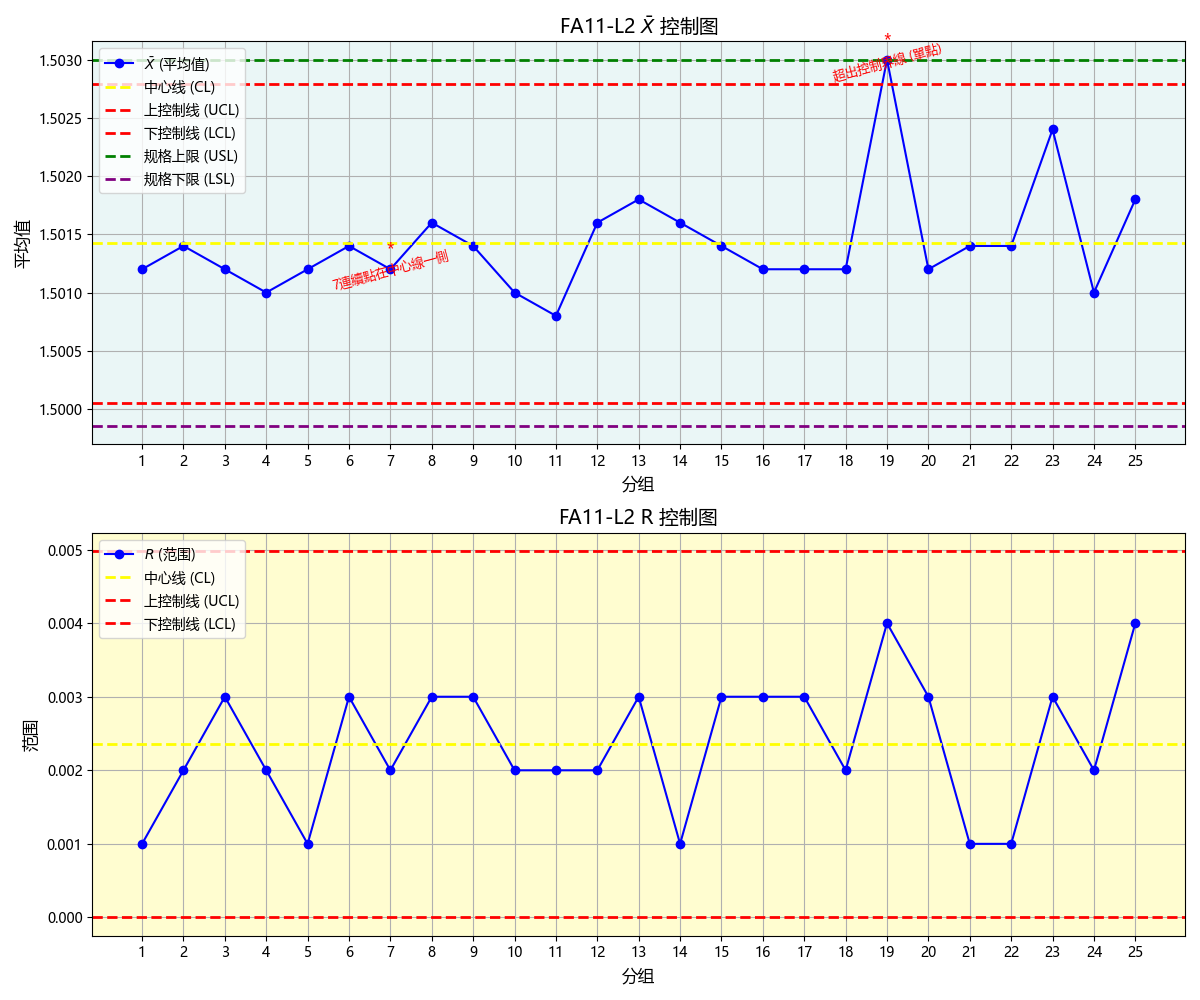 FA11-L2 X̄ 控制图
平均值
1.5030
1.5025
1.5020
1.5015
1.5010
1.5005
1.5000
X̄ (平均值)
中心线 (CL)
上控制线 (UCL)
下控制线 (LCL)
规格上限 (USL)
规格下限 (LSL)
*
7連續點在中心線一側
*
超出控制界線 (單點)
1 2 3 4 5 6 7 8 9 10 11 12 13 14 15 16 17 18 19 20 21 22 23 24 25
分组
FA11-L2 R 控制图
范围
0.005
0.004
0.003
0.002
0.001
0.000
R (范围)
中心线 (CL)
上控制线 (UCL)
下控制线 (LCL)
1 2 3 4 5 6 7 8 9 10 11 12 13 14 15 16 17 18 19 20 21 22 23 24 25
分组